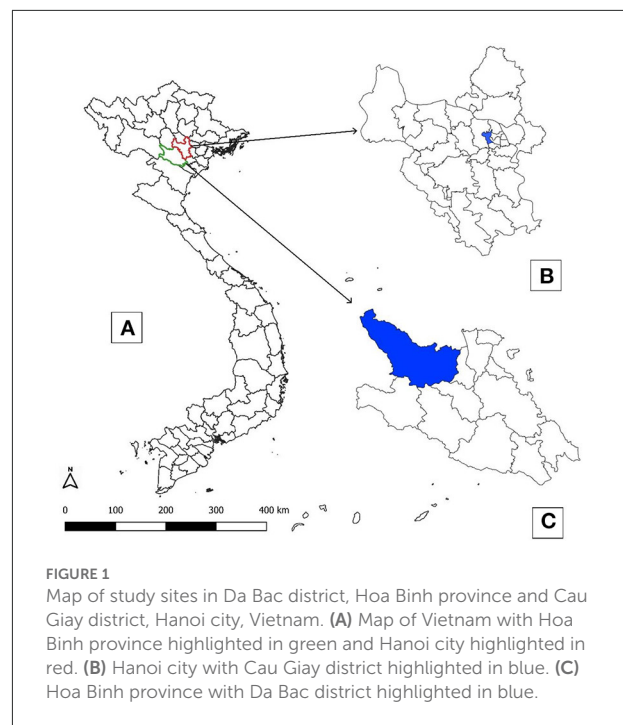 A
B
C
N
0 100 200 300 400 km
FIGURE 1
Map of study sites in Da Bac district, Hoa Binh province and Cau
Giay district, Hanoi city, Vietnam. (A) Map of Vietnam with Hoa
Binh province highlighted in green and Hanoi city highlighted in
red. (B) Hanoi city with Cau Giay district highlighted in blue. (C)
Hoa Binh province with Da Bac district highlighted in blue.